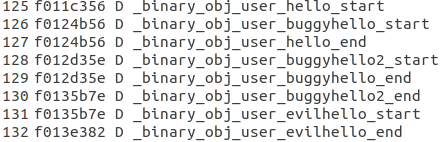 125 f011c356 D _binary_obj_user_hello_start
126 f0124b56 D _binary_obj_user_buggyhello_start
127 f0124b56 D _binary_obj_user_hello_end
128 f012d35e D _binary_obj_user_buggyhello2_start
129 f012d35e D _binary_obj_user_buggyhello_end
130 f0135b7e D _binary_obj_user_buggyhello2_end
131 f0135b7e D _binary_obj_user_evilhello_start
132 f013e382 D _binary_obj_user_evilhello_end